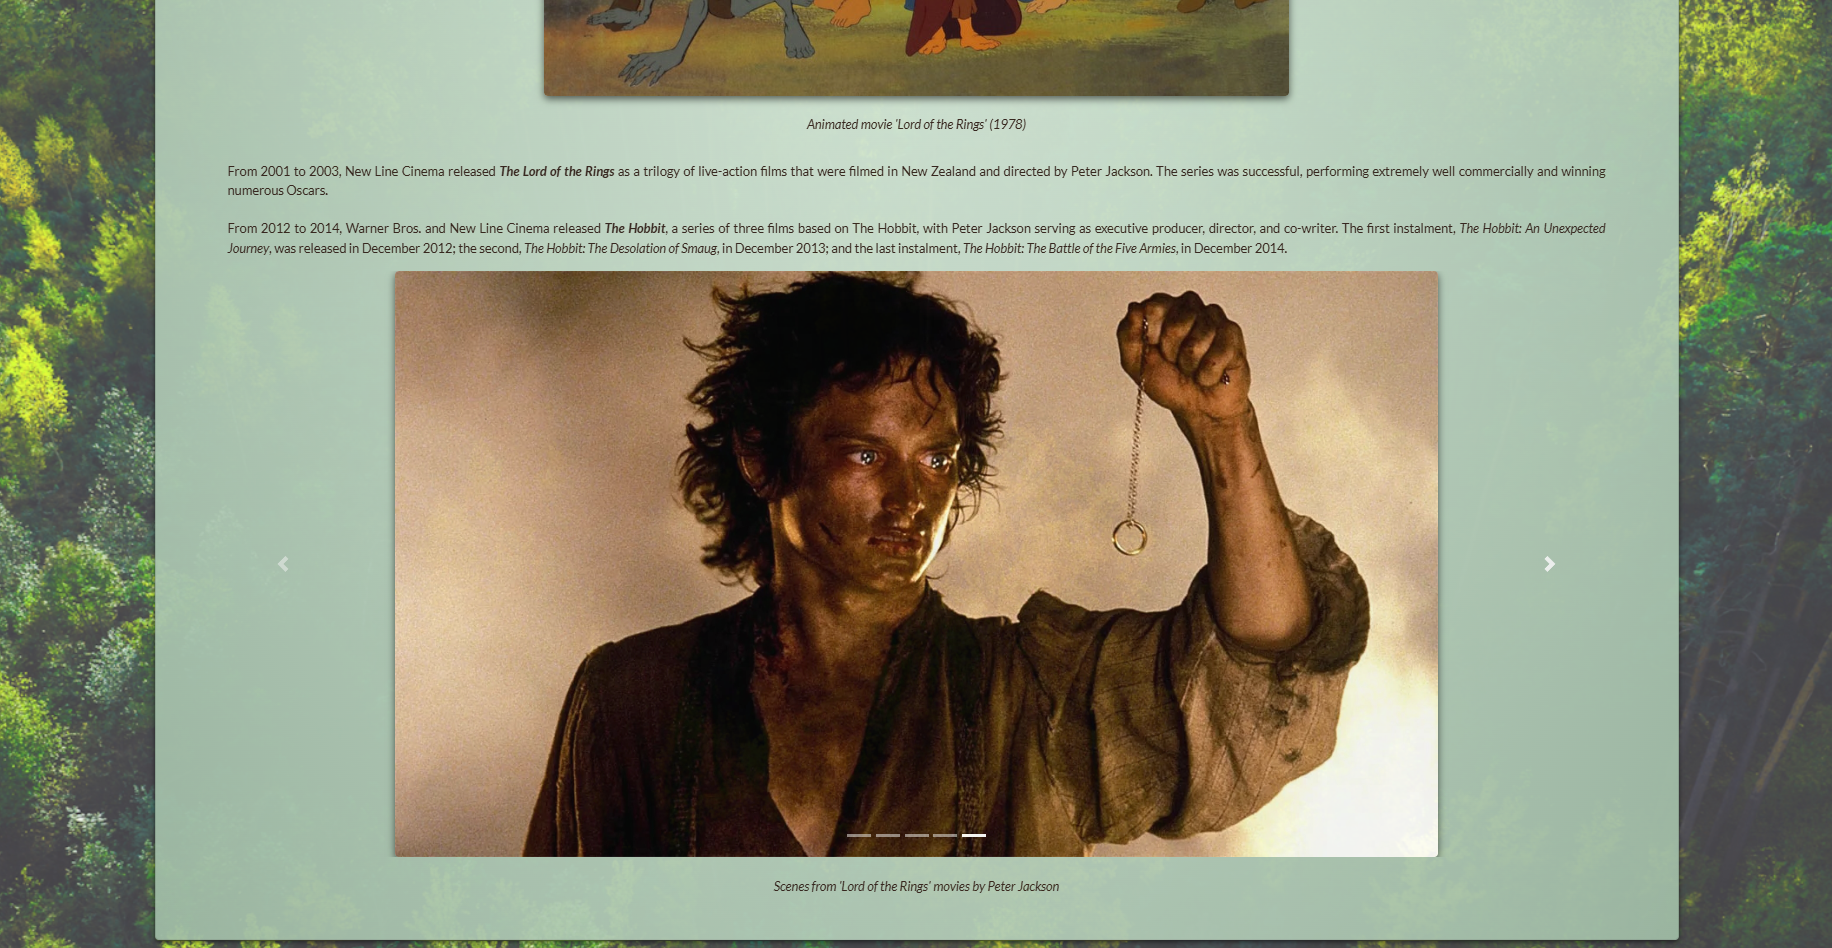 Animated movie 'Lord of the Rings' (1978)
From 2001 to 2003, New Line Cinema released The Lord of the Rings as a trilogy of live-action films that were filmed in New Zealand and directed by Peter Jackson. The series was successful, performing extremely well commercially and winning
numerous Oscars.
From 2012 to 2014, Warner Bros. and New Line Cinema released The Hobbit, a series of three films based on The Hobbit, with Peter Jackson serving as executive producer, director, and co-writer. The first instalment, The Hobbit: An Unexpected
Journey, was released in December 2012; the second, The Hobbit: The Desolation of Smaug, in December 2013; and the last instalment, The Hobbit: The Battle of the Five Armies, in December 2014.
Scenes from 'Lord of the Rings' movies by Peter Jackson